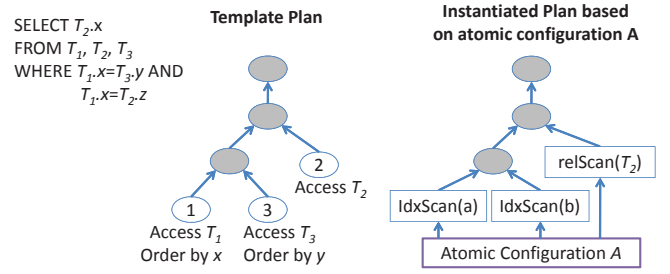 SELECT T2.x
FROM T1, T2, T3
WHERE T1.x=T3.y AND
T1.x=T2.z
Template Plan
2
Access T2
1
3
Access T1
Order by x
Access T3
Order by y
Instantiated Plan based
on atomic configuration A
relScan(T2)
IdxScan(a)
IdxScan(b)
Atomic Configuration A